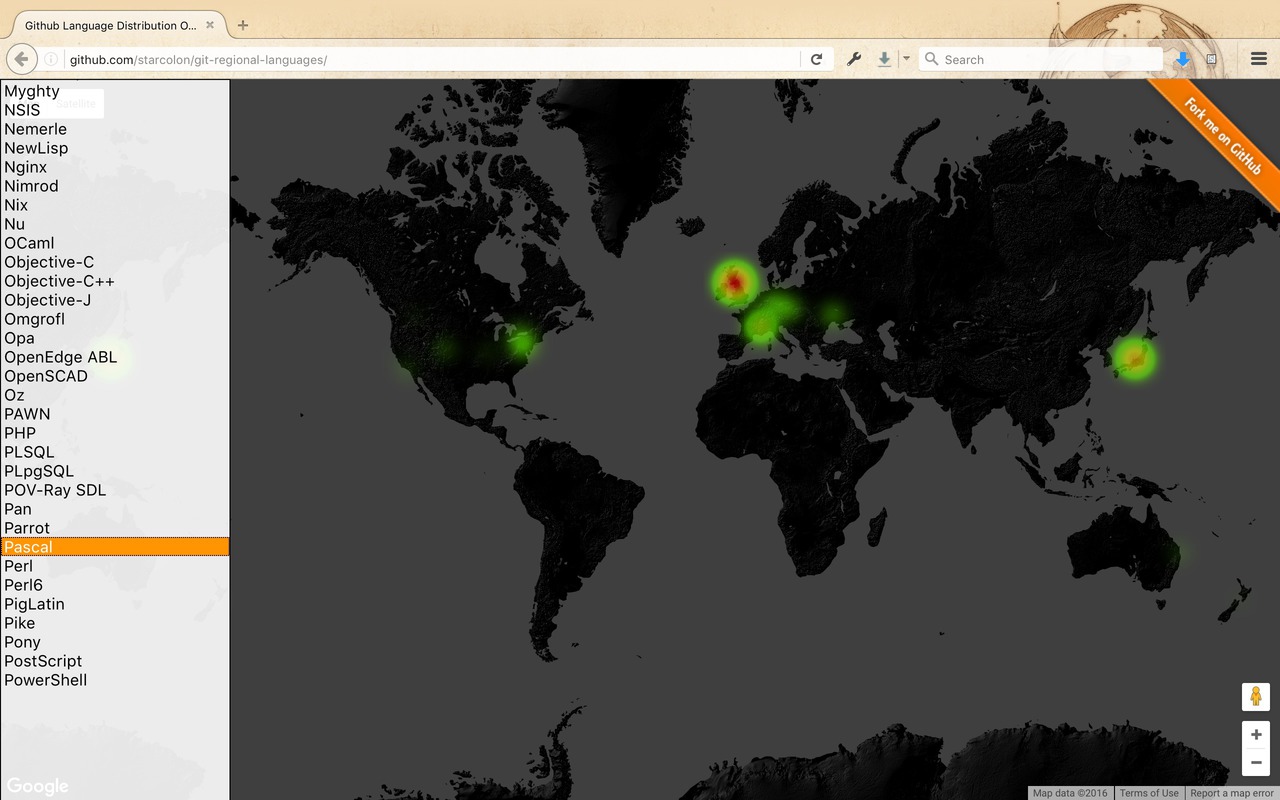 Github Language Distribution O...
github.com/starcolon/git-regional-languages/
Search
Satellite
Myghty
NSIS
Nemerle
NewLisp
Nginx
Nimrod
Nix
Nu
OCaml
Objective-C
Objective-C++
Objective-J
Omgrofl
Opa
OpenEdge ABL
OpenSCAD
Oz
PAWN
PHP
PLSQL
PLpgSQL
POV-Ray SDL
Pan
Parrot
Pascal
Perl
Perl6
PigLatin
Pike
Pony
PostScript
PowerShell
Fork me on GitHub
Google
Map data ©2016
Terms of Use
Report a map error